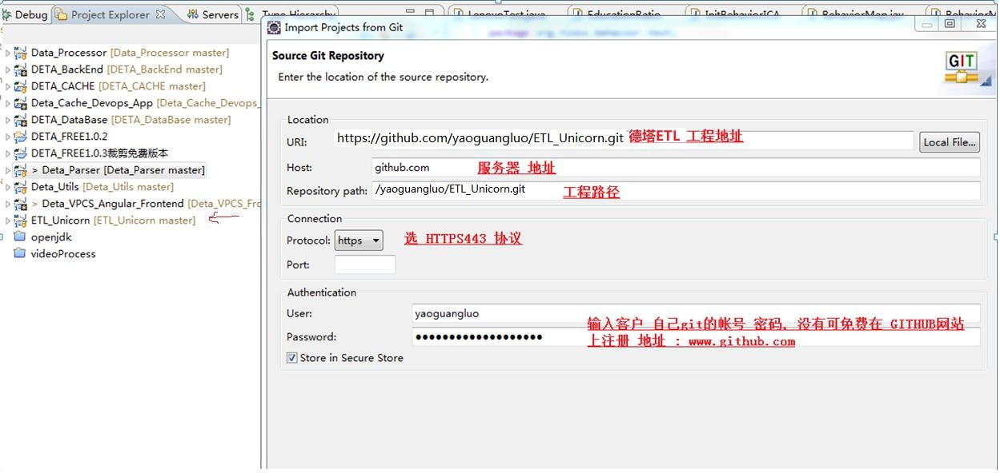 Debug Project Explorer Servers Type Hierarchy LenovoTest.java EducationRatio InitBehaviorICA BehaviorMap.jav BehaviorM
Import Projects from Git
Source Git Repository
Enter the location of the source repository.
GIT
Data_Processor [Data_Processor master]
DETA_BackEnd [DETA_BackEnd master]
DETA_CACHE [DETA_CACHE master]
Deta_Cache_Devops_App [Deta_Cache_Devops_
DETA_DataBase [DETA_DataBase master]
DETA_FREE1.0.2
DETA_FREE1.0.3裁剪免费版本
> Deta_Parser [Deta_Parser master]
Deta_Utils [Deta_Utils master]
> Deta_VPCS_Angular_Frontend [Deta_VPCS_Fro
ETL_Unicorn [ETL_Unicorn master]
openjdk
videoProcess
Location
URI: https://github.com/yaoguangluo/ETL_Unicorn.git 德塔ETL 工程地址 Local File...
Host: github.com 服务器 地址
Repository path: /yaoguangluo/ETL_Unicorn.git 工程路径
Connection
Protocol: https 选 HTTPS443 协议
Port:
Authentication
User: yaoguangluo
Password: ●●●●●●●●●●●●●●●●●●●
输入客户 自己git的帐号 密码, 没有可免费在 GITHUB网站
上注册 地址 : www.github.com
Store in Secure Store